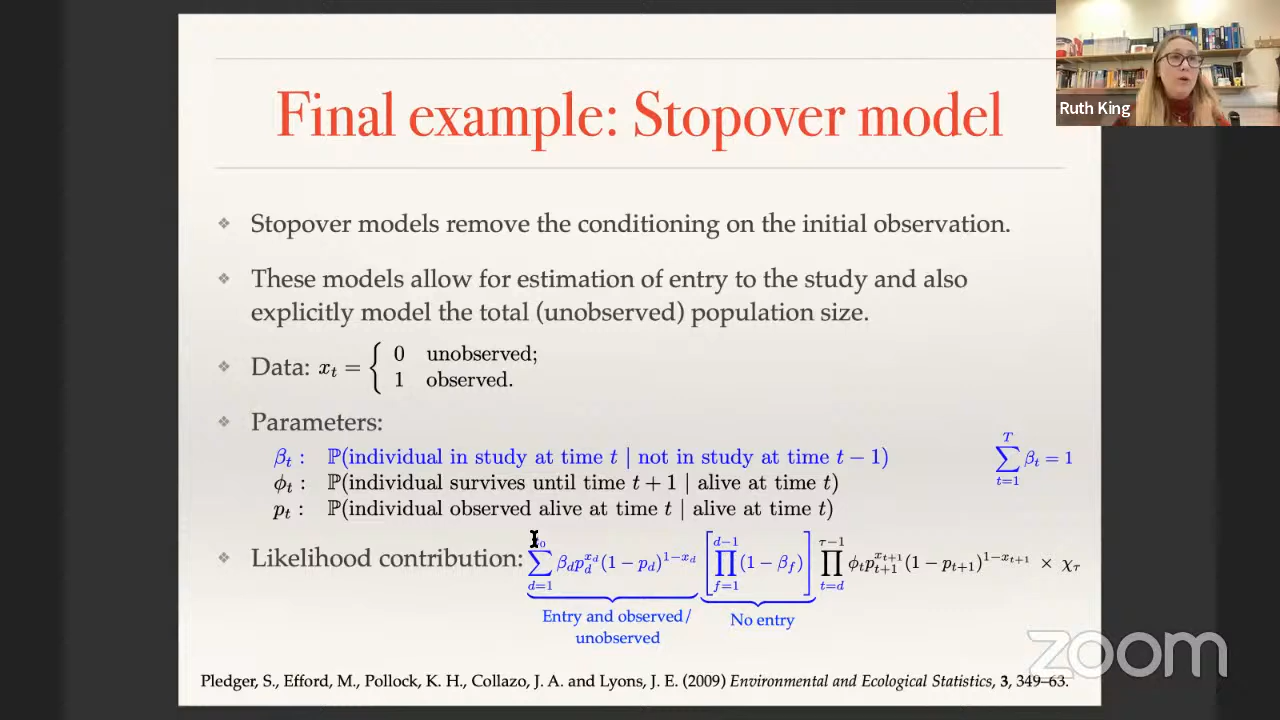 Final example: Stopover model
Ruth King
❖ Stopover models remove the conditioning on the initial observation.
❖ These models allow for estimation of entry to the study and also
explicitly model the total (unobserved) population size.
❖ Data: x_t = { 0 unobserved;
1 observed.
❖ Parameters:
β_t : ℙ(individual in study at time t | not in study at time t − 1)
∑_{t=1}^{T} β_t = 1
ϕ_t : ℙ(individual survives until time t + 1 | alive at time t)
p_t : ℙ(individual observed alive at time t | alive at time t)
❖ Likelihood contribution: ∑_{d=1} β_d p_d^{x_d} (1 − p_d)^{1−x_d} [∏_{f=1}^{d−1} (1 − β_f)] ∏_{t=d}^{τ−1} ϕ_t p_{t+1}^{x_{t+1}} (1 − p_{t+1})^{1−x_{t+1}} × χ_τ
Entry and observed/
unobserved
No entry
zoom
Pledger, S., Efford, M., Pollock, K. H., Collazo, J. A. and Lyons, J. E. (2009) Environmental and Ecological Statistics, 3, 349–63.